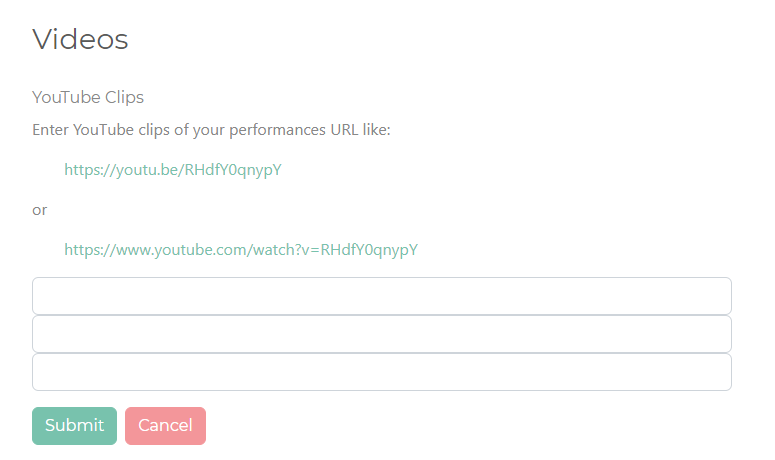 Videos
YouTube Clips
Enter YouTube clips of your performances URL like:
https://youtu.be/RHdfY0qnypY
or
https://www.youtube.com/watch?v=RHdfY0qnypY
Submit Cancel